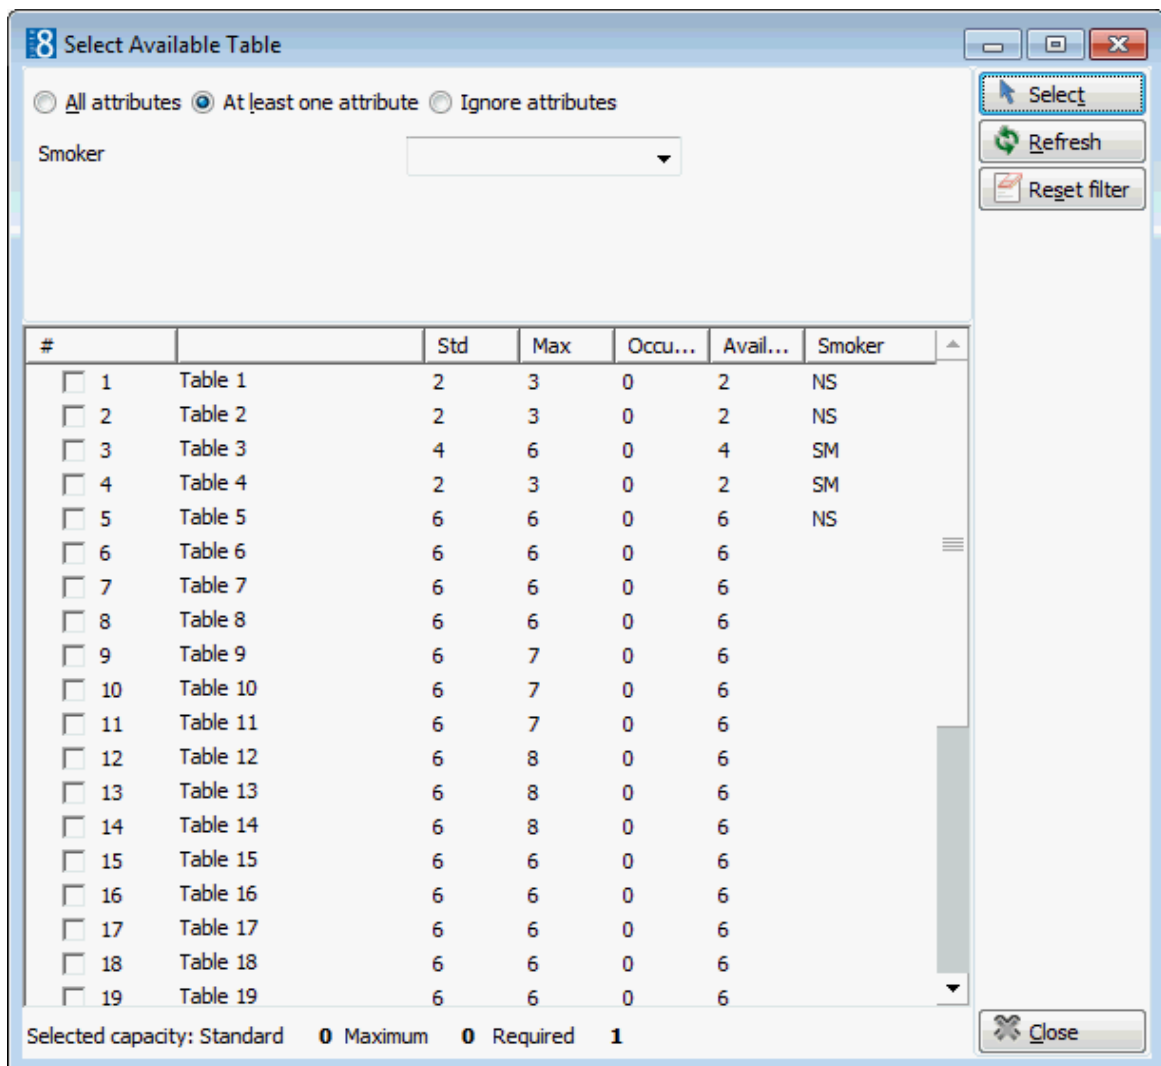 8 Select Available Table
All attributes At least one attribute Ignore attributes
Smoker
Select
Refresh
Reset filter
# Std Max Occu... Avail... Smoker
1 Table 1 2 3 0 2 NS
2 Table 2 2 3 0 2 NS
3 Table 3 4 6 0 4 SM
4 Table 4 2 3 0 2 SM
5 Table 5 6 6 0 6 NS
6 Table 6 6 6 0 6
7 Table 7 6 6 0 6
8 Table 8 6 6 0 6
9 Table 9 6 7 0 6
10 Table 10 6 7 0 6
11 Table 11 6 7 0 6
12 Table 12 6 8 0 6
13 Table 13 6 8 0 6
14 Table 14 6 8 0 6
15 Table 15 6 6 0 6
16 Table 16 6 6 0 6
17 Table 17 6 6 0 6
18 Table 18 6 6 0 6
19 Table 19 6 6 0 6
Selected capacity: Standard 0 Maximum 0 Required 1
Close